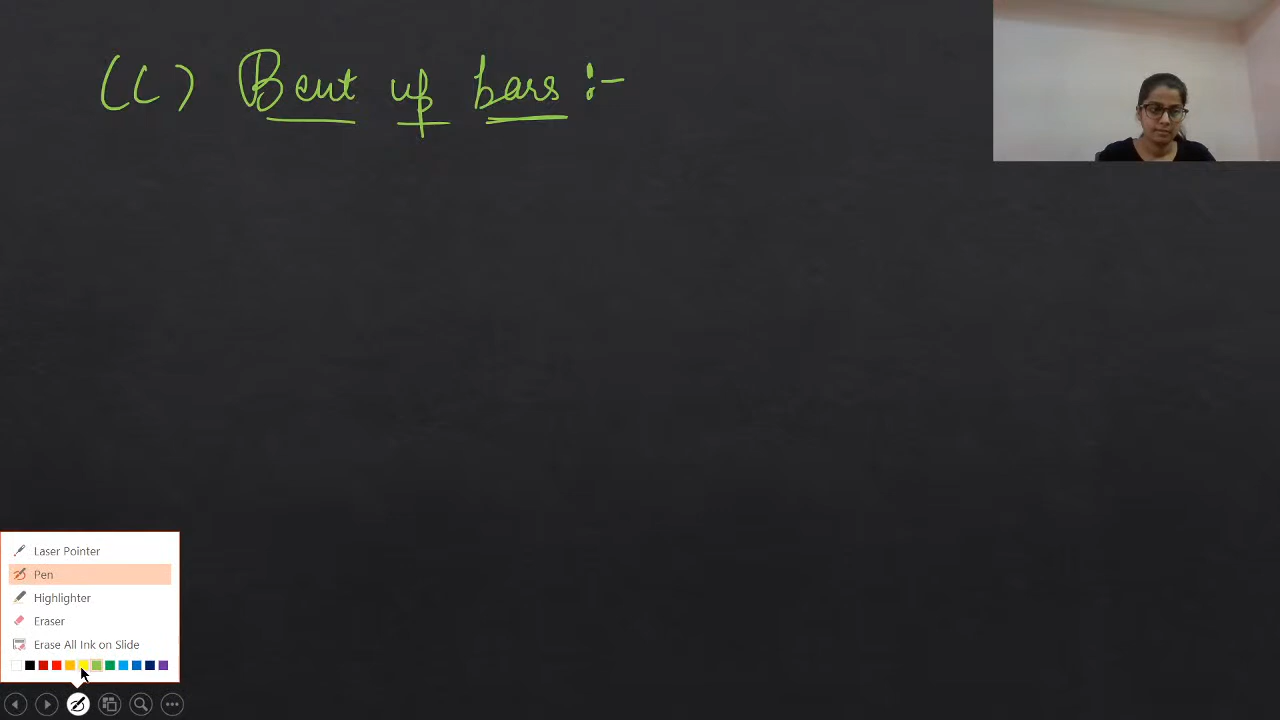 (C) Bent up bars :-
Laser Pointer
Pen
Highlighter
Eraser
Erase All Ink on Slide